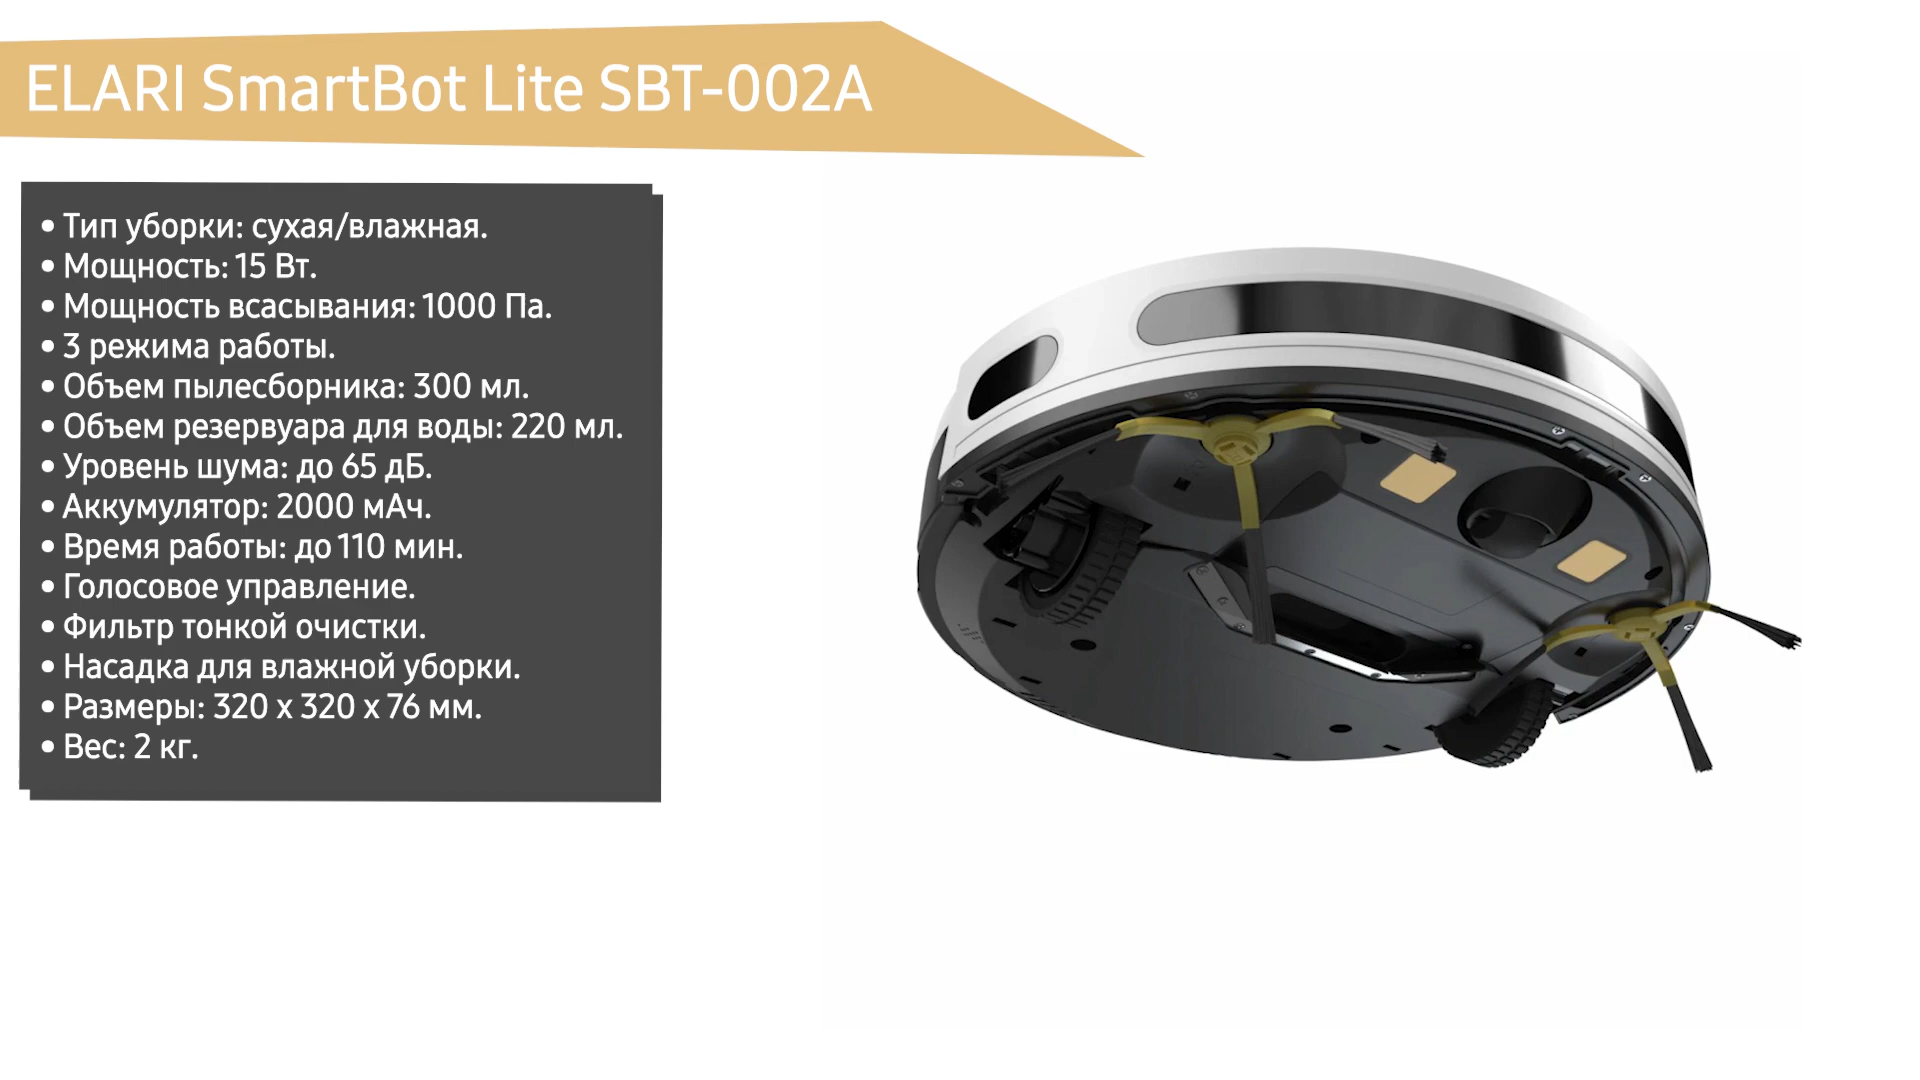 ELARI SmartBot Lite SBT-002A
• Тип уборки: сухая/влажная.
• Мощность: 15 Вт.
• Мощность всасывания: 1000 Па.
• 3 режима работы.
• Объем пылесборника: 300 мл.
• Объем резервуара для воды: 220 мл.
• Уровень шума: до 65 дБ.
• Аккумулятор: 2000 мАч.
• Время работы: до 110 мин.
• Голосовое управление.
• Фильтр тонкой очистки.
• Насадка для влажной уборки.
• Размеры: 320 x 320 x 76 мм.
• Вес: 2 кг.